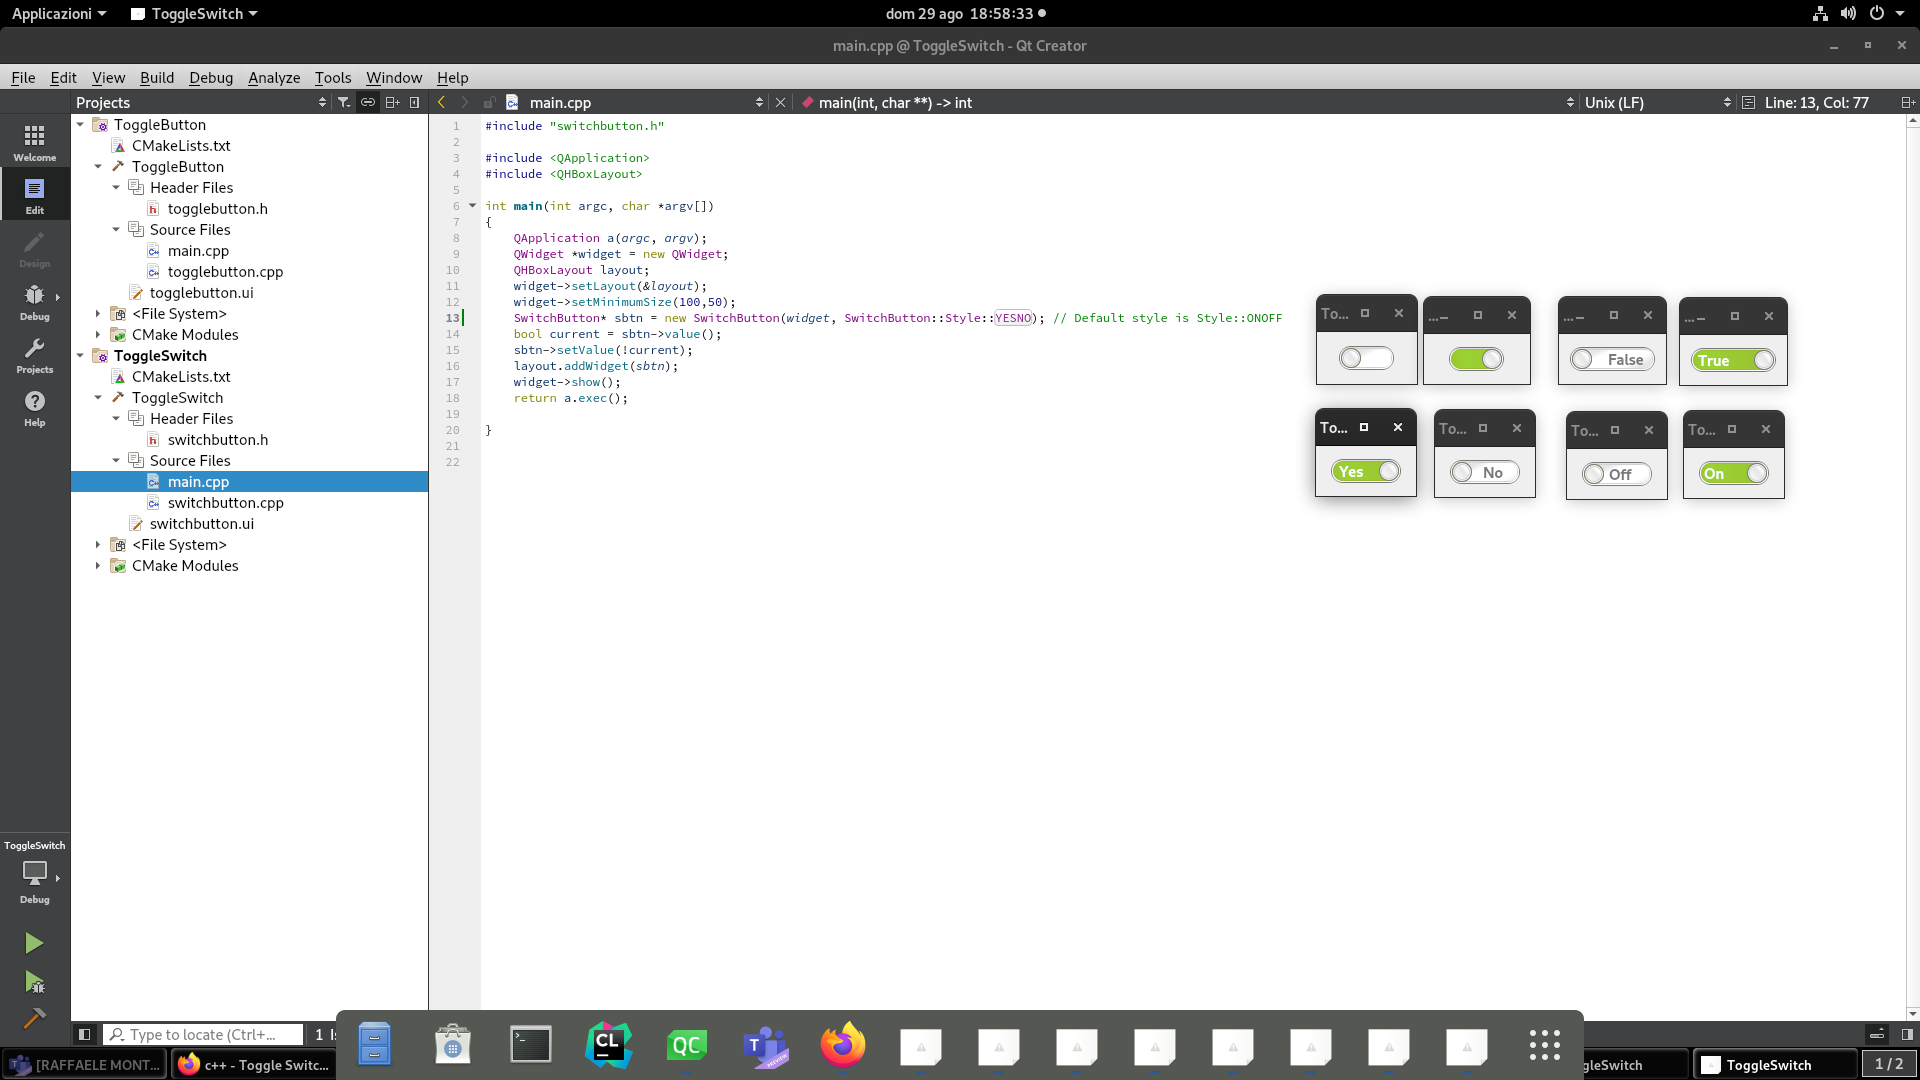 Applicazioni
ToggleSwitch
dom 29 ago 18:58:33
main.cpp @ ToggleSwitch - Qt Creator
File Edit View Build Debug Analyze Tools Window Help
Projects
main.cpp
main(int, char **) -> int
Unix (LF)
Line: 13, Col: 77
Welcome
Edit
Design
Debug
Projects
Help
ToggleSwitch
Debug
ToggleButton
CMakeLists.txt
ToggleButton
Header Files
togglebutton.h
Source Files
main.cpp
togglebutton.cpp
togglebutton.ui
<File System>
CMake Modules
ToggleSwitch
CMakeLists.txt
ToggleSwitch
Header Files
switchbutton.h
Source Files
main.cpp
switchbutton.cpp
switchbutton.ui
<File System>
CMake Modules
1 #include "switchbutton.h"
2
3 #include <QApplication>
4 #include <QHBoxLayout>
5
6 int main(int argc, char *argv[])
7 {
8 QApplication a(argc, argv);
9 QWidget *widget = new QWidget;
10 QHBoxLayout layout;
11 widget->setLayout(&layout);
12 widget->setMinimumSize(100,50);
13 SwitchButton* sbtn = new SwitchButton(widget, SwitchButton::Style::YESNO); // Default style is Style::ONOFF
14 bool current = sbtn->value();
15 sbtn->setValue(!current);
16 layout.addWidget(sbtn);
17 widget->show();
18 return a.exec();
19
20 }
21
22
To...
...
...
...
False
True
To...
To...
To...
To...
Yes
No
Off
On
Type to locate (Ctrl+...
1
CL
QC
T
PREVIEW
[RAFFAELE MONT...
c++ - Toggle Switc...
ggleSwitch
ToggleSwitch
1 / 2